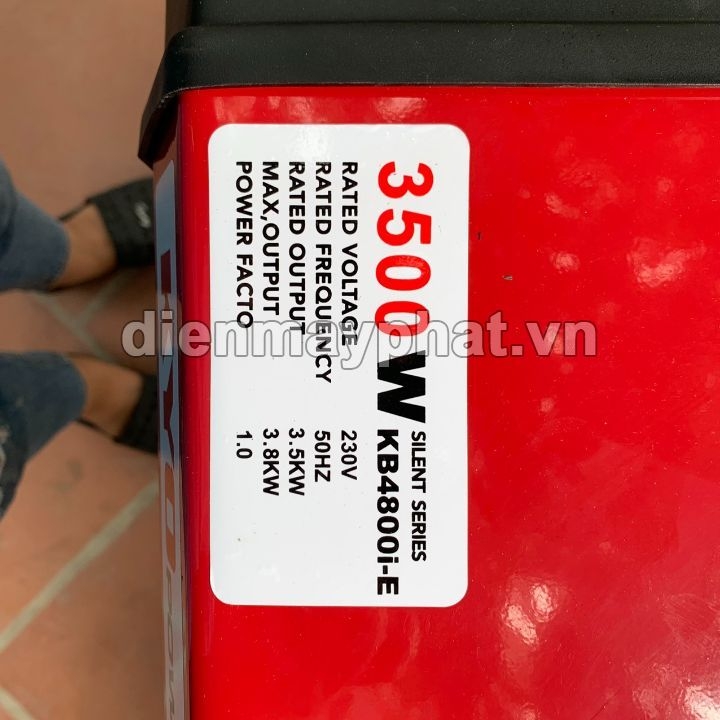 3500W SILENT SERIES KB4800i-E
RATED VOLTAGE 230V
RATED FREQUENCY 50HZ
RATED OUTPUT 3.5KW
MAX,OUTPUT 3.8KW
POWER FACTO 1.0
dienmayphat.vn